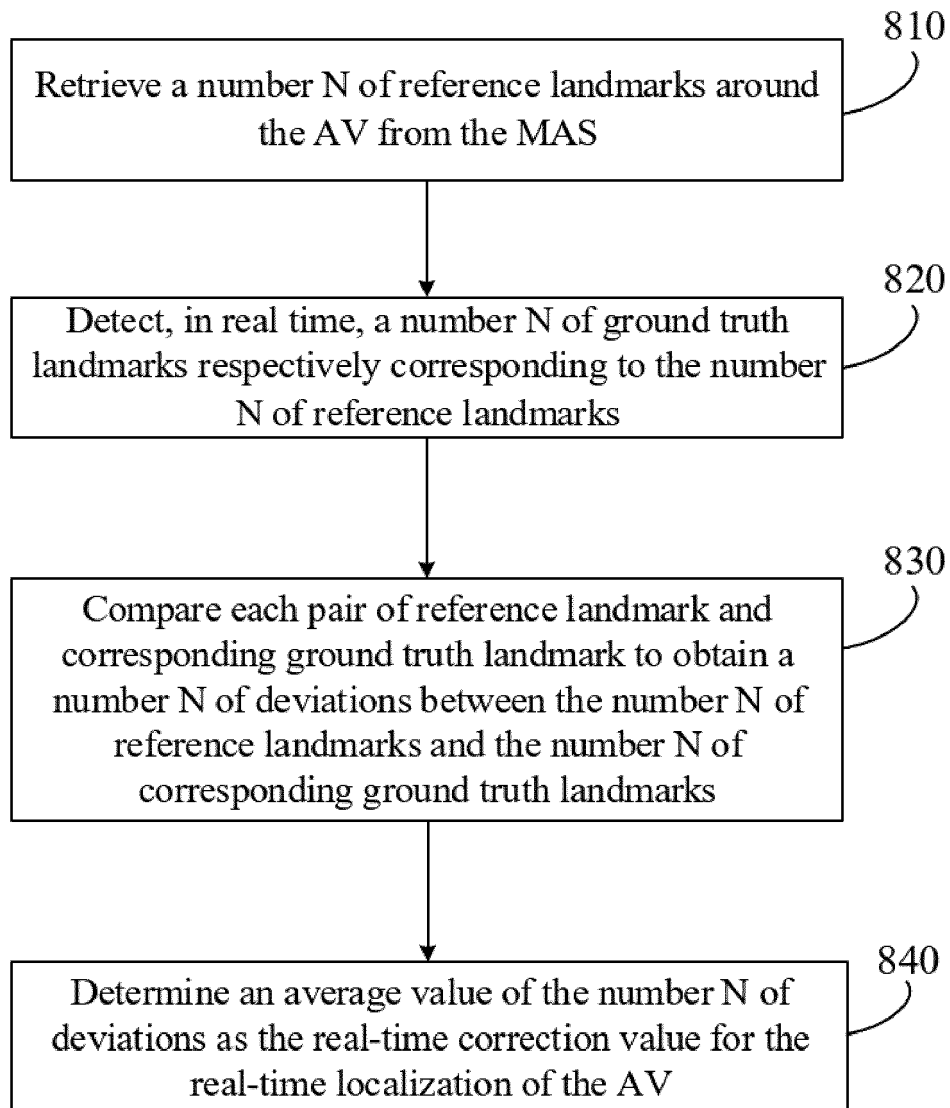 810
Retrieve a number N of reference landmarks around
the AV from the MAS
820
Detect, in real time, a number N of ground truth
landmarks respectively corresponding to the number
N of reference landmarks
830
Compare each pair of reference landmark and
corresponding ground truth landmark to obtain a
number N of deviations between the number N of
reference landmarks and the number N of
corresponding ground truth landmarks
840
Determine an average value of the number N of
deviations as the real-time correction value for the
real-time localization of the AV